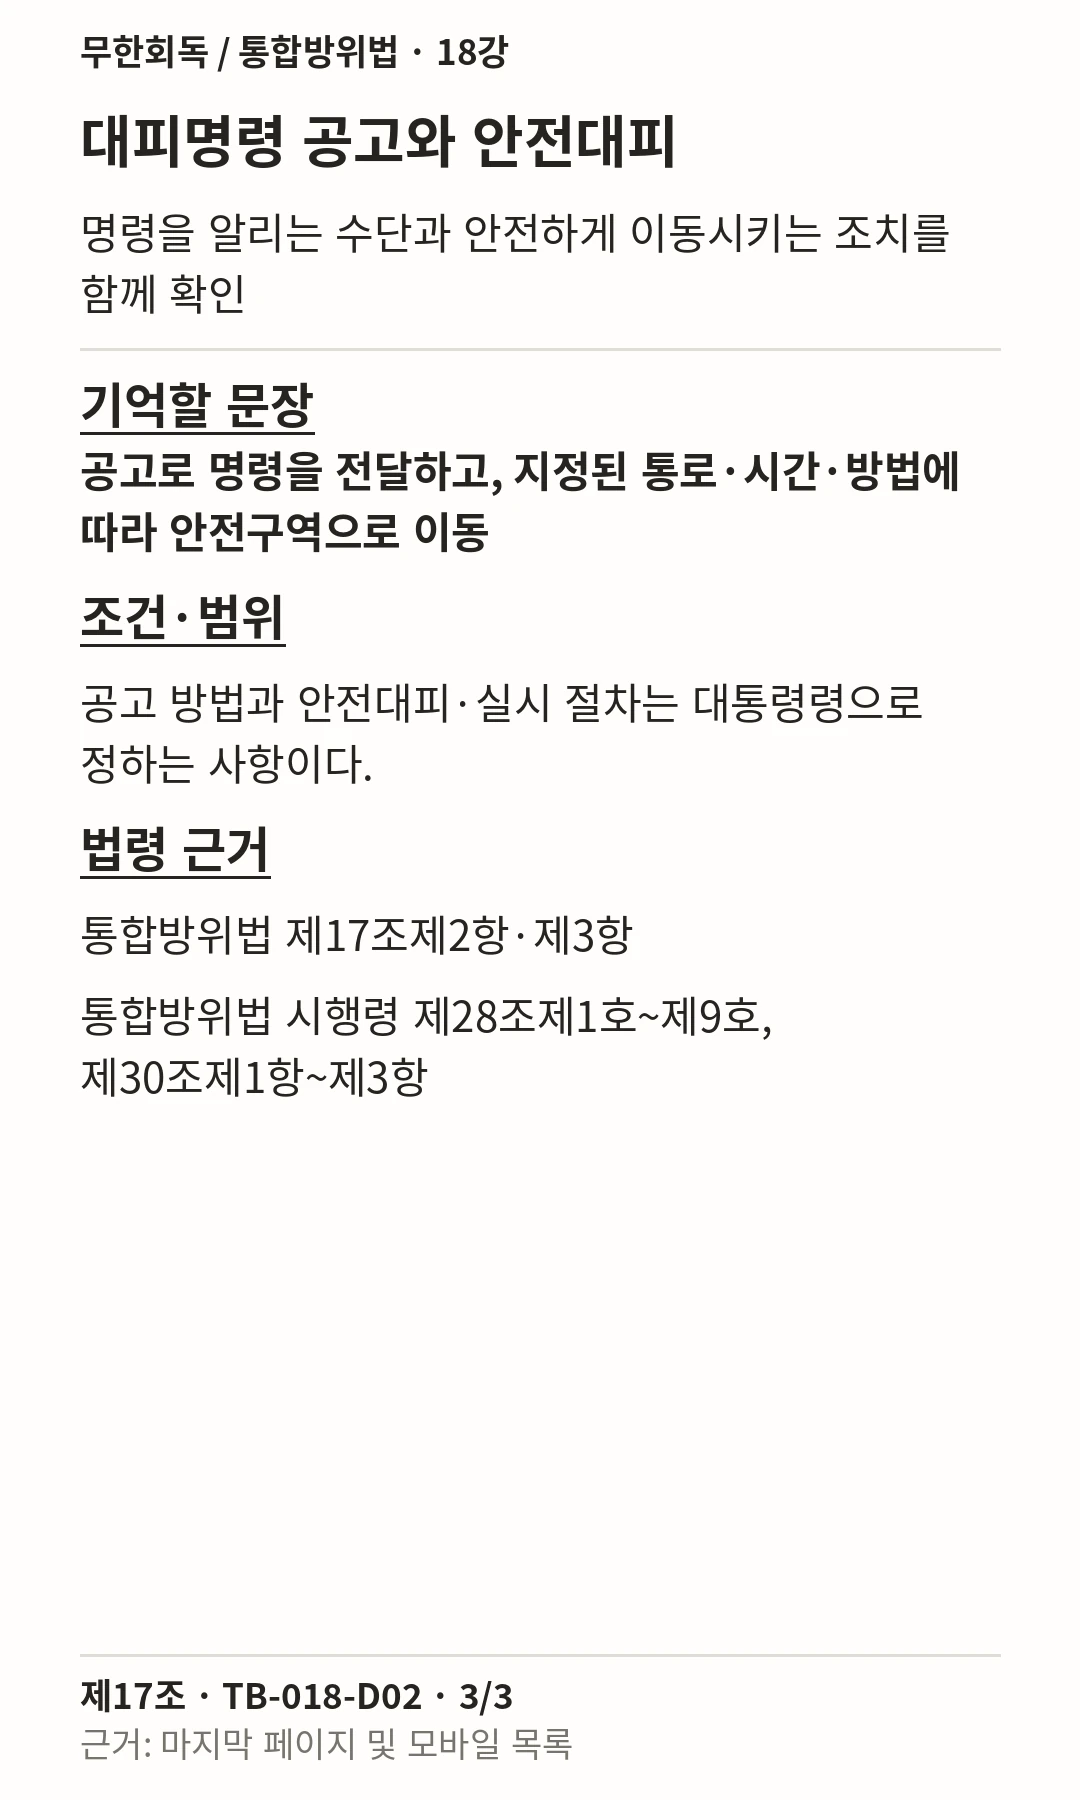 무한회독 / 통합방위법 · 18강
대피명령 공고와 안전대피
명령을 알리는 수단과 안전하게 이동시키는 조치를
함께 확인
기억할 문장
공고로 명령을 전달하고, 지정된 통로·시간·방법에
따라 안전구역으로 이동
조건·범위
공고 방법과 안전대피·실시 절차는 대통령령으로
정하는 사항이다.
법령 근거
통합방위법 제17조제2항·제3항
통합방위법 시행령 제28조제1호~제9호,
제30조제1항~제3항
제17조 · TB-018-D02 · 3/3
근거: 마지막 페이지 및 모바일 목록